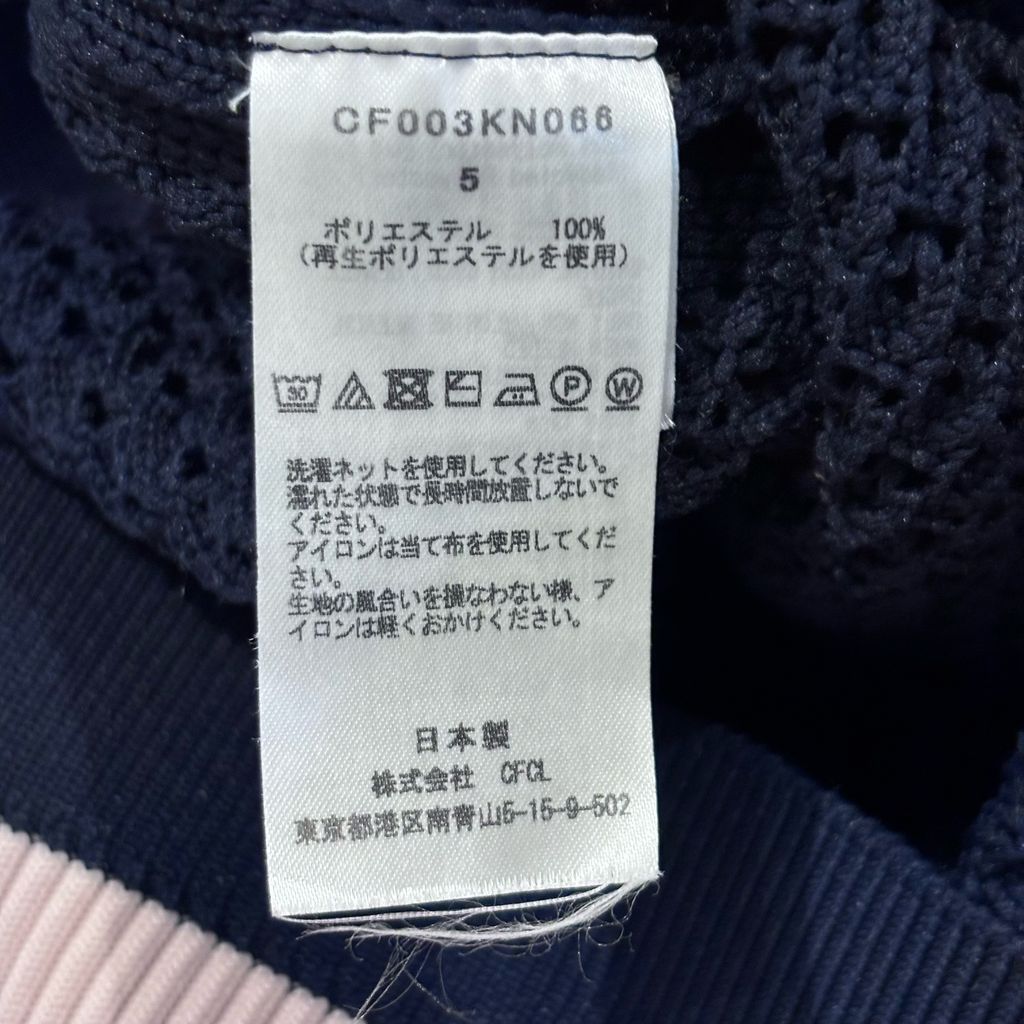 CF003KN066
5
ポリエステル 100%
(再生ポリエステルを使用)
30
P W
洗濯ネットを使用してください。
濡れた状態で長時間放置しないで
ください。
アイロンは当て布を使用してくだ
さい。
生地の風合いを損なわない様、ア
イロンは軽くおかけください。
日本製
株式会社 CFCL
東京都港区南青山5-15-9-502